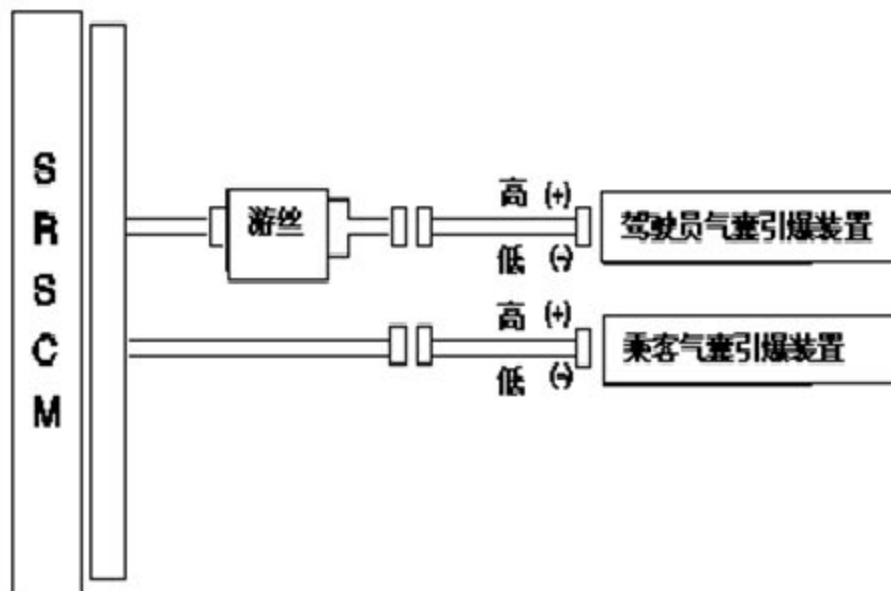 SRSCM
游丝
高 (+)
驾驶员气囊引爆装置
低 (-)
高 (+)
乘客气囊引爆装置
低 (-)